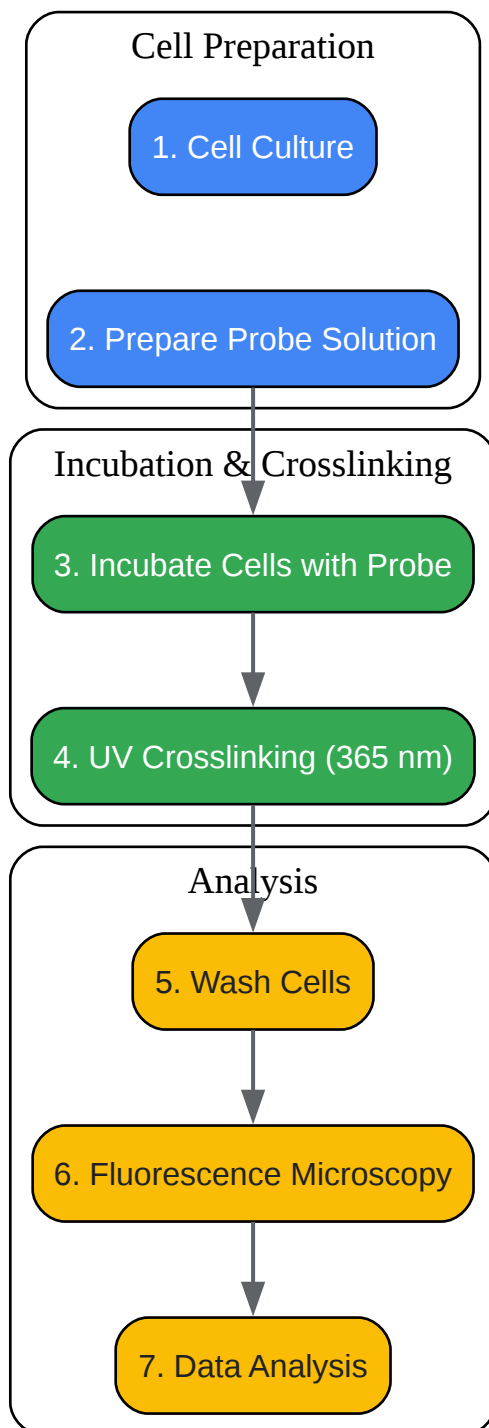 Cell Preparation
1. Cell Culture
2. Prepare Probe Solution
Incubation & Crosslinking
3. Incubate Cells with Probe
4. UV Crosslinking (365 nm)
Analysis
5. Wash Cells
6. Fluorescence Microscopy
7. Data Analysis